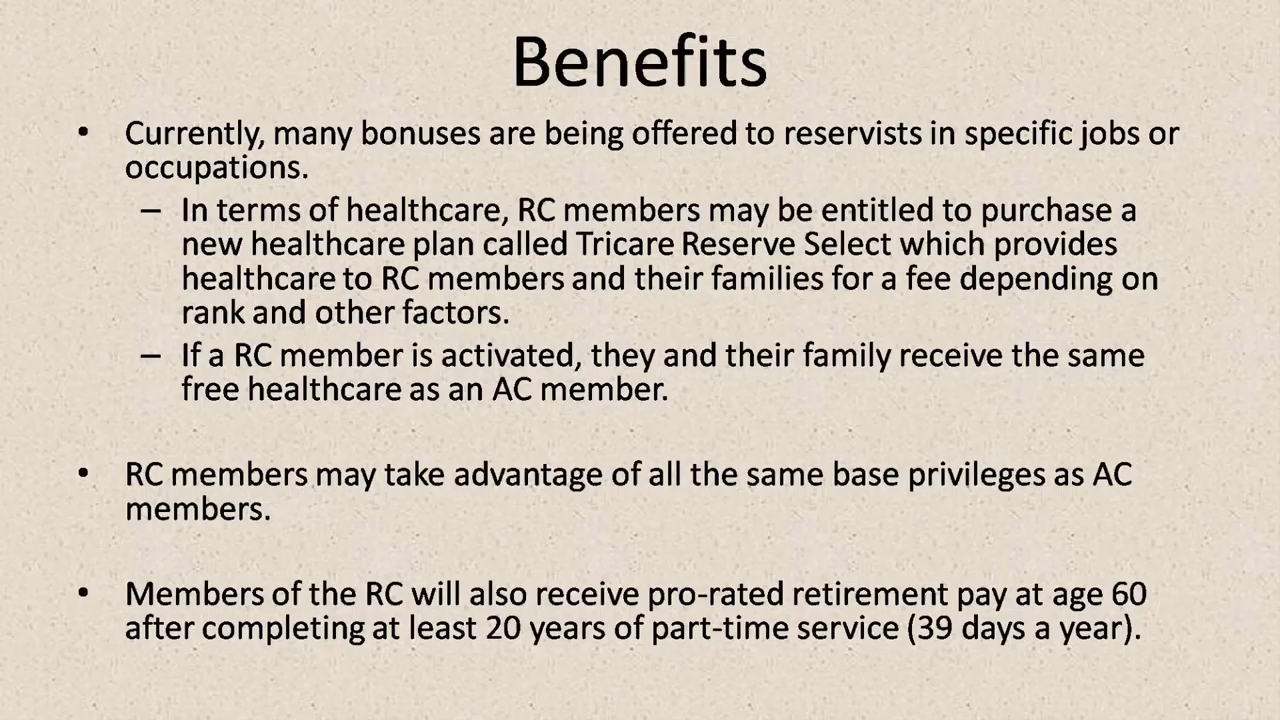 Benefits
• Currently, many bonuses are being offered to reservists in specific jobs or
occupations.
– In terms of healthcare, RC members may be entitled to purchase a
new healthcare plan called Tricare Reserve Select which provides
healthcare to RC members and their families for a fee depending on
rank and other factors.
– If a RC member is activated, they and their family receive the same
free healthcare as an AC member.
• RC members may take advantage of all the same base privileges as AC
members.
• Members of the RC will also receive pro-rated retirement pay at age 60
after completing at least 20 years of part-time service (39 days a year).